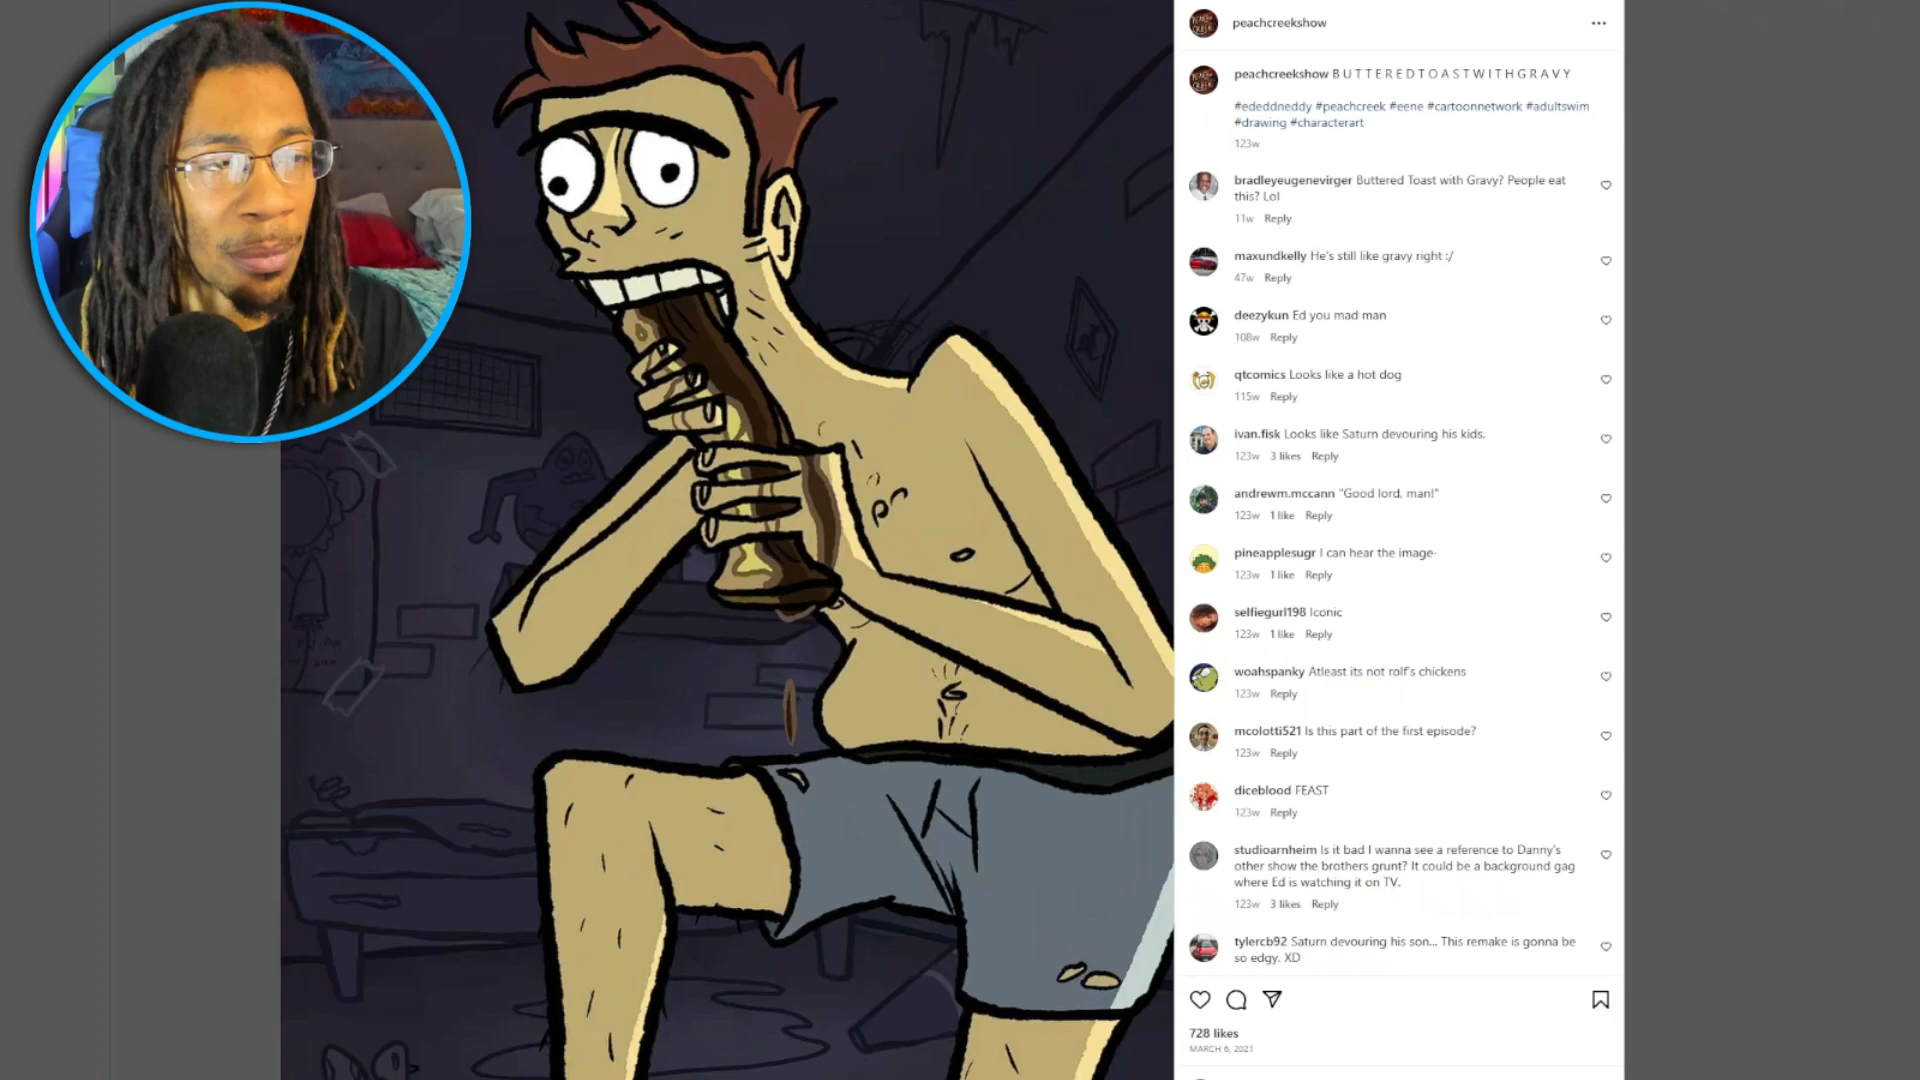 peachcreekshow
peachcreekshow B U T T E R E D T O A S T W I T H G R A V Y
#ededdneddy #peachcreek #eene #cartoonnetwork #adultswim
#drawing #characterart
123w
bradleyeugenevirger Buttered Toast with Gravy? People eat
this? Lol
11w Reply
maxundkelly He's still like gravy right :/
47w Reply
deezykun Ed you mad man
108w Reply
qtcomics Looks like a hot dog
115w Reply
ivan.fisk Looks like Saturn devouring his kids.
123w 3 likes Reply
andrewm.mccann "Good lord, man!"
123w 1 like Reply
pineapplesugr I can hear the image-
123w 1 like Reply
selfiegurl198 Iconic
123w 1 like Reply
woahspanky Atleast its not rolf's chickens
123w Reply
mcolotti521 Is this part of the first episode?
123w Reply
diceblood FEAST
123w Reply
studioarnheim Is it bad I wanna see a reference to Danny's
other show the brothers grunt? It could be a background gag
where Ed is watching it on TV.
123w 3 likes Reply
tylercb92 Saturn devouring his son... This remake is gonna be
so edgy. XD
728 likes
MARCH 6, 2021